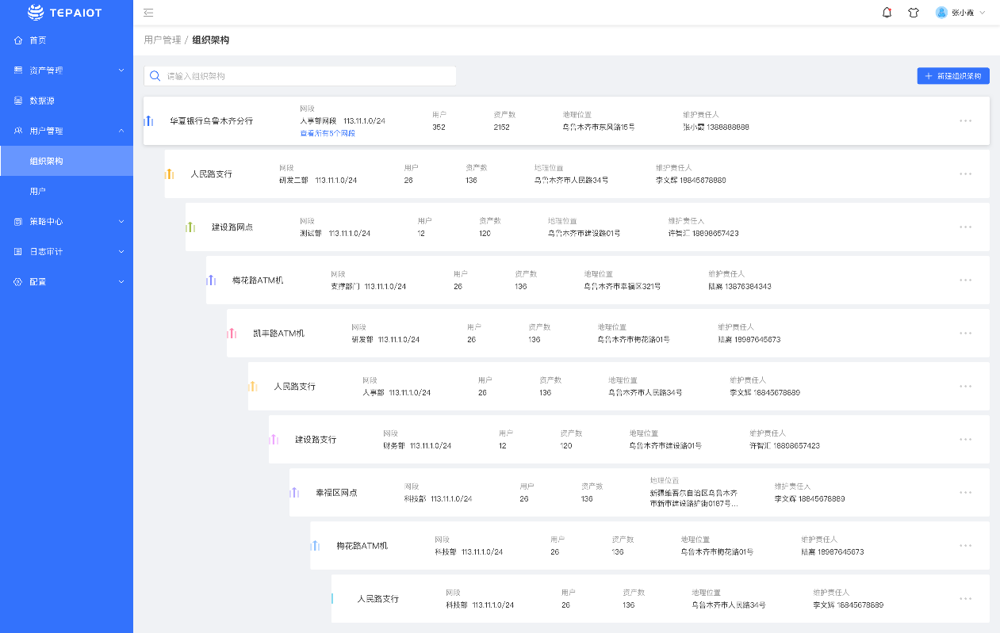 TEPAIOT
张小霞
首页
资产管理
数据源
用户管理
组织架构
用户
策略中心
日志审计
配置
用户管理 / 组织架构
请输入组织架构
+ 新建组织架构
华夏银行乌鲁木齐分行
网段 用户 资产数 地理位置 维护责任人
人事部网段 113.11.1.0/24 352 2152 乌鲁木齐市东风路15号 张小霞 1388888888
查看所有5个网段
人民路支行
网段 用户 资产数 地理位置 维护责任人
研发二部 113.11.1.0/24 26 136 乌鲁木齐市人民路34号 李文辉 18845678889
建设路网点
网段 用户 资产数 地理位置 维护责任人
测试部 113.11.1.0/24 12 120 乌鲁木齐市建设路01号 许智汇 18898657423
梅花路ATM机
网段 用户 资产数 地理位置 维护责任人
支撑部门 113.11.1.0/24 26 136 乌鲁木齐市幸福区321号 陆离 13876384343
凯丰路ATM机
网段 用户 资产数 地理位置 维护责任人
研发部 113.11.1.0/24 26 136 乌鲁木齐市梅花路01号 陆离 18987645673
人民路支行
网段 用户 资产数 地理位置 维护责任人
人事部 113.11.1.0/24 26 136 乌鲁木齐市人民路34号 李文辉 18845678889
建设路支行
网段 用户 资产数 地理位置 维护责任人
财务部 113.11.1.0/24 12 120 乌鲁木齐市建设路01号 许智汇 18898657423
幸福区网点
网段 用户 资产数 地理位置 维护责任人
科技部 113.11.1.0/24 26 136 新疆维吾尔自治区乌鲁木齐 李文辉 18845678889
市新市建设路扩街0187号...
梅花路ATM机
网段 用户 资产数 地理位置 维护责任人
科技部 113.11.1.0/24 26 136 乌鲁木齐市梅花路01号 陆离 18987645673
人民路支行
网段 用户 资产数 地理位置 维护责任人
科技部 113.11.1.0/24 26 136 乌鲁木齐市人民路34号 李文辉 18845678889